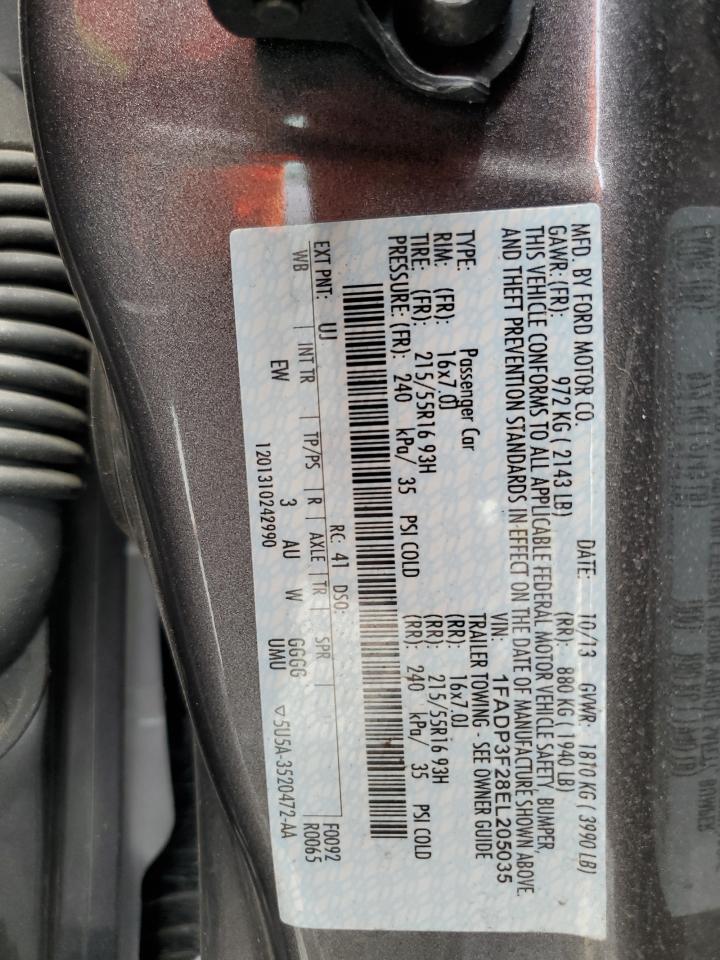 MFD. BY FORD MOTOR CO. DATE: 10/13 GVWR: 1870 KG ( 3990 LB)
GAWR: (FR): 972 KG ( 2143 LB) (RR): 880 KG ( 1940 LB)
THIS VEHICLE CONFORMS TO ALL APPLICABLE FEDERAL MOTOR VEHICLE SAFETY, BUMPER,
AND THEFT PREVENTION STANDARDS IN EFFECT ON THE DATE OF MANUFACTURE SHOWN ABOVE.
VIN: 1FADP3F28EL205035
TYPE: Passenger Car TRAILER TOWING - SEE OWNER GUIDE
RIM: (FR): 16x7.0J (RR): 16x7.0J
TIRE: (FR): 215/55R16 93H (RR): 215/55R16 93H
PRESSURE: (FR): 240 kPa/ 35 PSI COLD (RR): 240 kPa/ 35 PSI COLD
EXT PNT: UJ RC: 41 DSO: F0092
WB INT TR TP/PS R AXLE TR SPR R0065
EW 3 AU W GGGG
UMU
1201310242990 ▽5U5A-3520472-AA